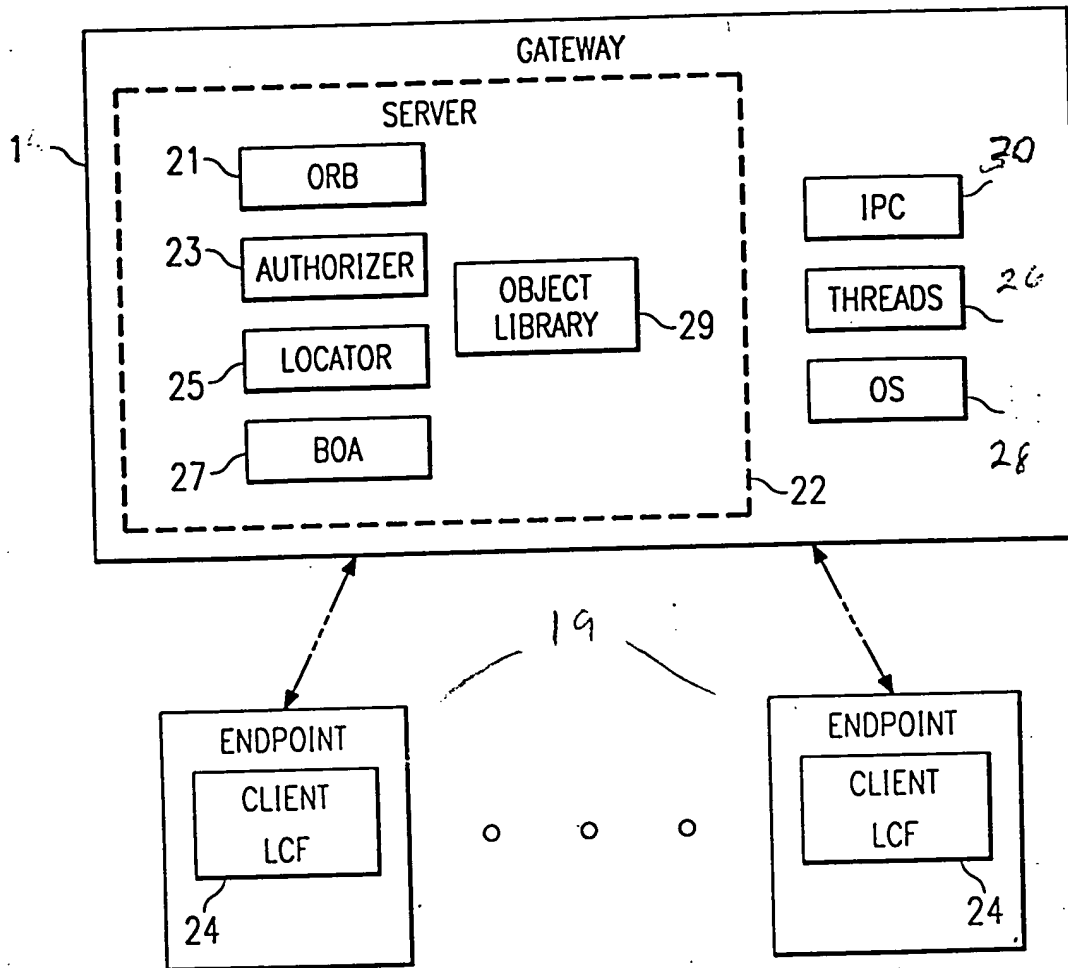 GATEWAY
SERVER
21
ORB
30
IPC
23
AUTHORIZER
OBJECT
LIBRARY
29
THREADS
26
25
LOCATOR
OS
28
27
BOA
22
19
ENDPOINT
CLIENT
LCF
24
ENDPOINT
CLIENT
LCF
24